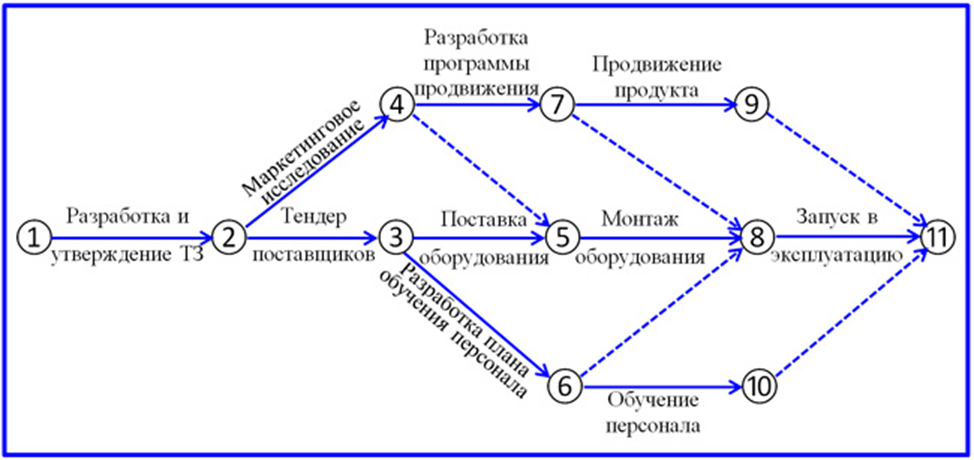 Разработка
программы
продвижения
Продвижение
продукта
4
7
9
Маркетинговое
исследование
Разработка и
утверждение ТЗ
Тендер
поставщиков
Поставка
оборудования
Монтаж
оборудования
Запуск в
эксплуатацию
1
2
3
5
8
11
Разработка плана
обучения персонала
6
10
Обучение
персонала